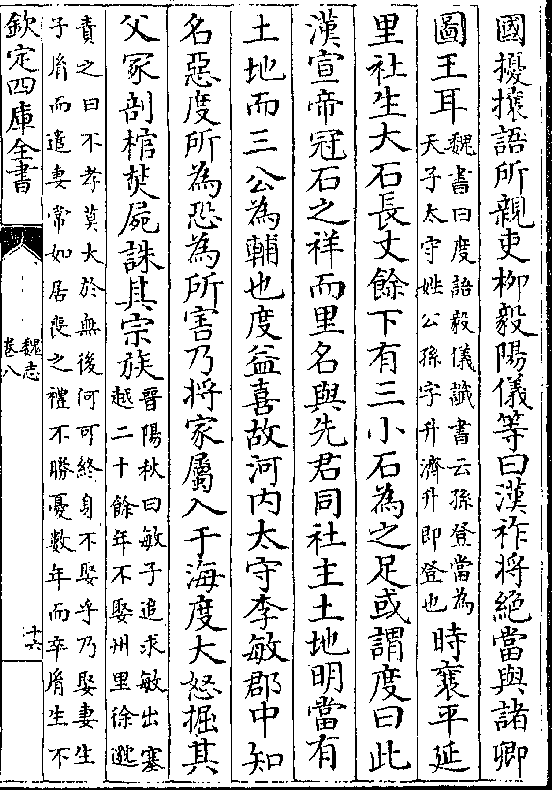 國擾攘語所親吏柳毅陽儀等曰漢祚將絶當與諸卿
圖王耳魏書曰度語毅儀䜟書云孫登當為
天子太守姓公孫字升濟升即登也時襄平延
里社生大石長丈餘下有三小石為之足或謂度曰此
漢宣帝冠石之祥而里名與先君同社主土地明當有
土地而三公為輔也度益喜故河内太守李敏郡中知
名惡度所為恐為所害乃將家屬入于海度大怒掘其
父冢剖棺焚屍誅其宗族晉陽秋曰敏子追求敏出塞
越二十餘年不娶州里徐邈
責之曰不孝莫大於無後何可終身不娶乎乃娶妻生
子𦙍而遣妻常如居喪之禮不勝憂數年而卒𦙍生不
欽定四庫全書
魏志
卷八
十六